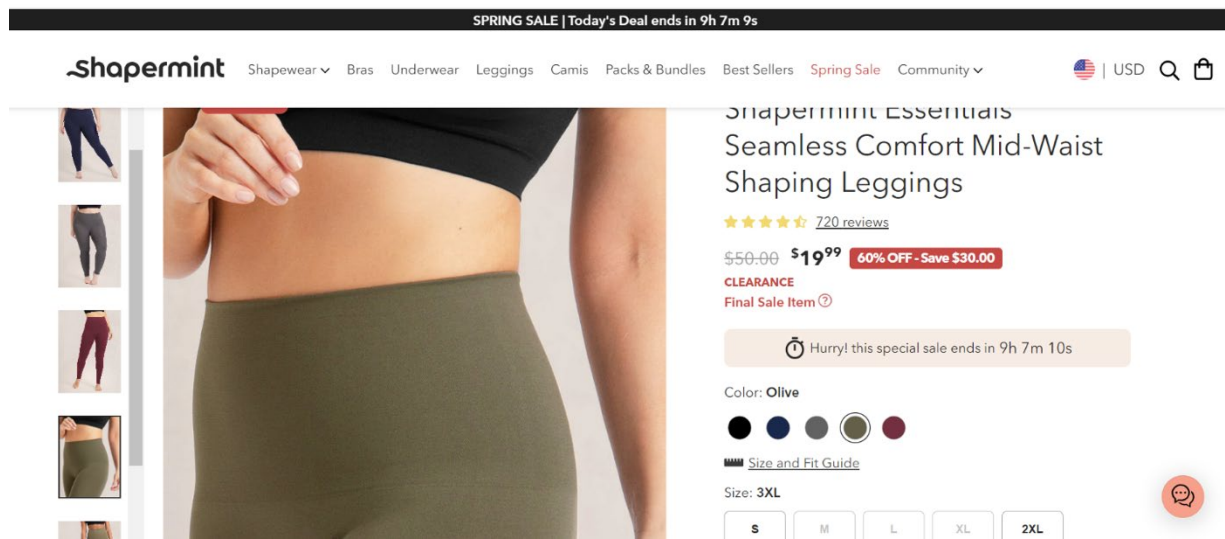 SPRING SALE | Today's Deal ends in 9h 7m 9s
Shapermint Shapewear Bras Underwear Leggings Camis Packs & Bundles Best Sellers Spring Sale Community | USD
Shapermint Essentials
Seamless Comfort Mid-Waist
Shaping Leggings
720 reviews
$50.00 $19⁹⁹ 60% OFF - Save $30.00
CLEARANCE
Final Sale Item ?
Hurry! this special sale ends in 9h 7m 10s
Color: Olive
Size and Fit Guide
Size: 3XL
S M L XL 2XL